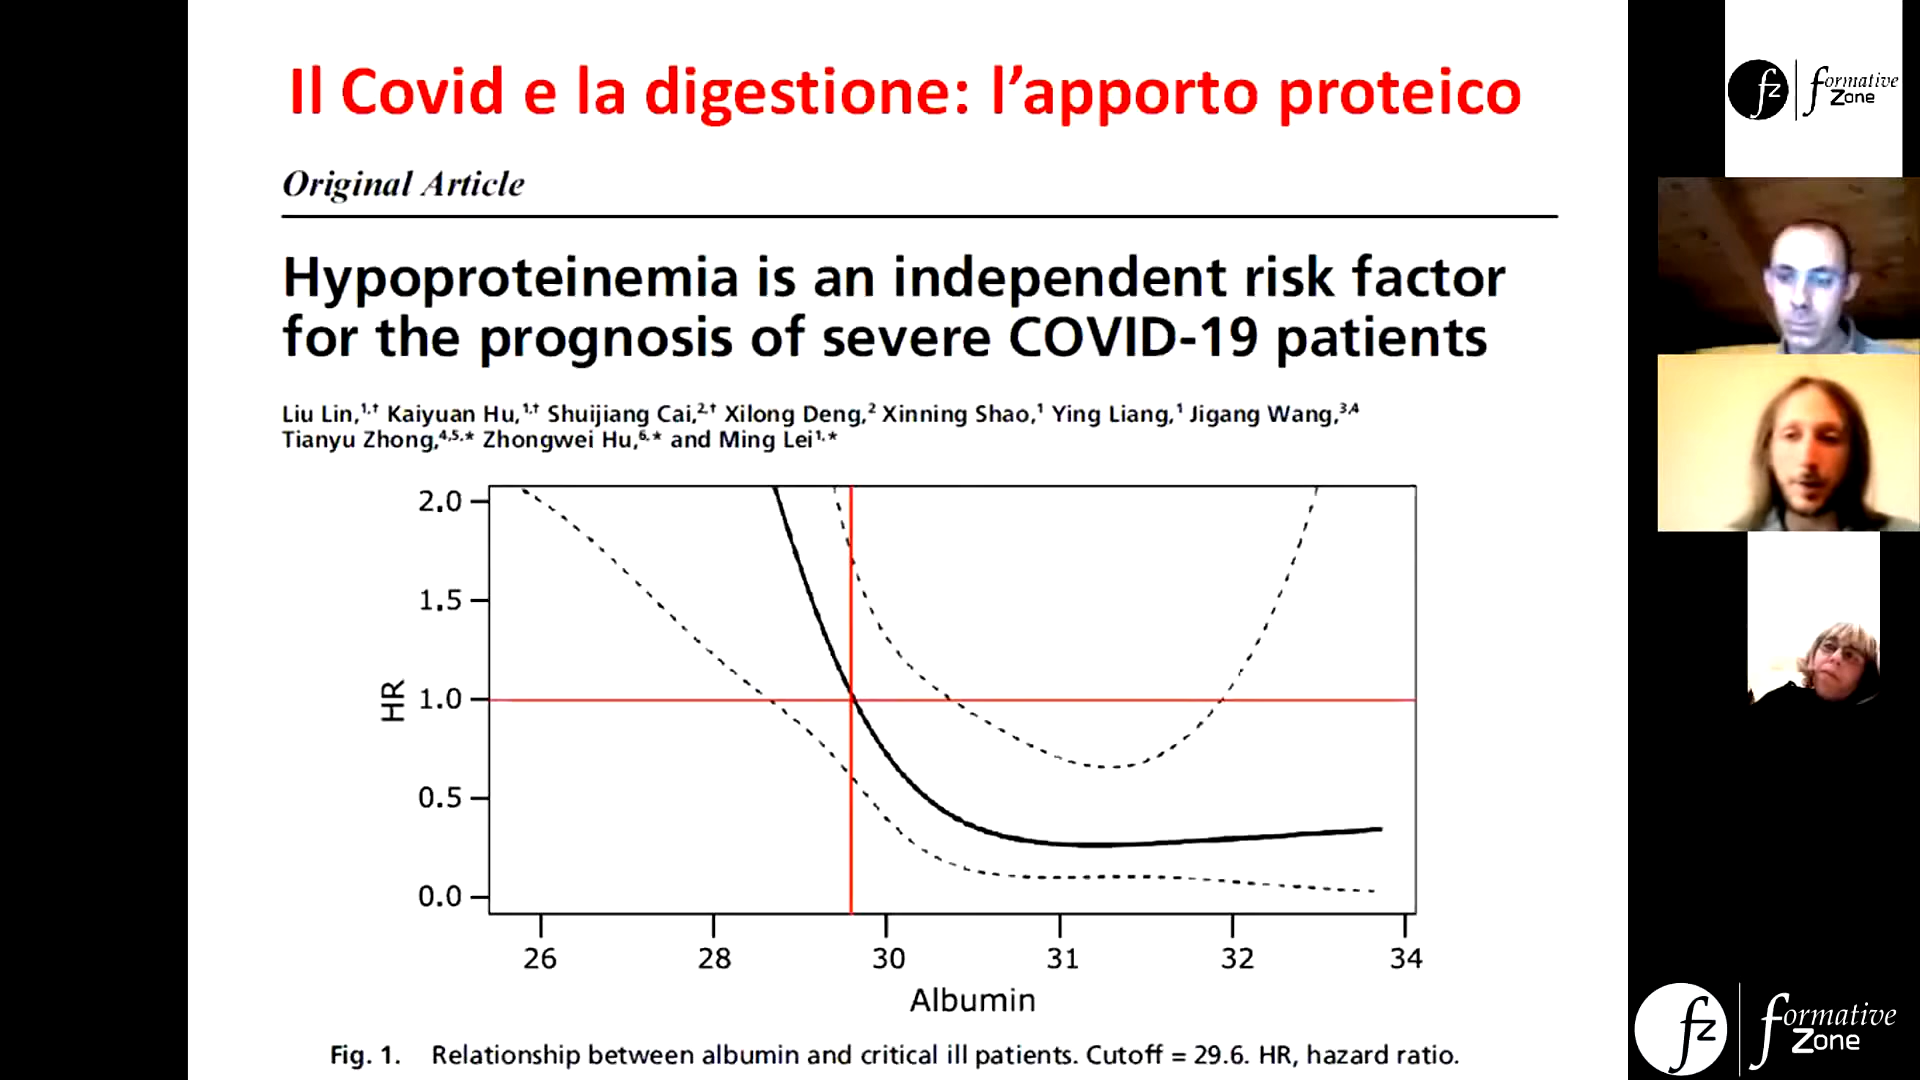 Il Covid e la digestione: l'apporto proteico
Original Article
Hypoproteinemia is an independent risk factor
for the prognosis of severe COVID-19 patients
Liu Lin,1,† Kaiyuan Hu,1,† Shuijiang Cai,2,† Xilong Deng,2 Xinning Shao,1 Ying Liang,1 Jigang Wang,3,4
Tianyu Zhong,4,5,* Zhongwei Hu,6,* and Ming Lei1,*
2.0
1.5
1.0
0.5
0.0
HR
26 28 30 31 32 34
Albumin
Fig. 1. Relationship between albumin and critical ill patients. Cutoff = 29.6. HR, hazard ratio.
fz formative
Zone
fz formative
Zone